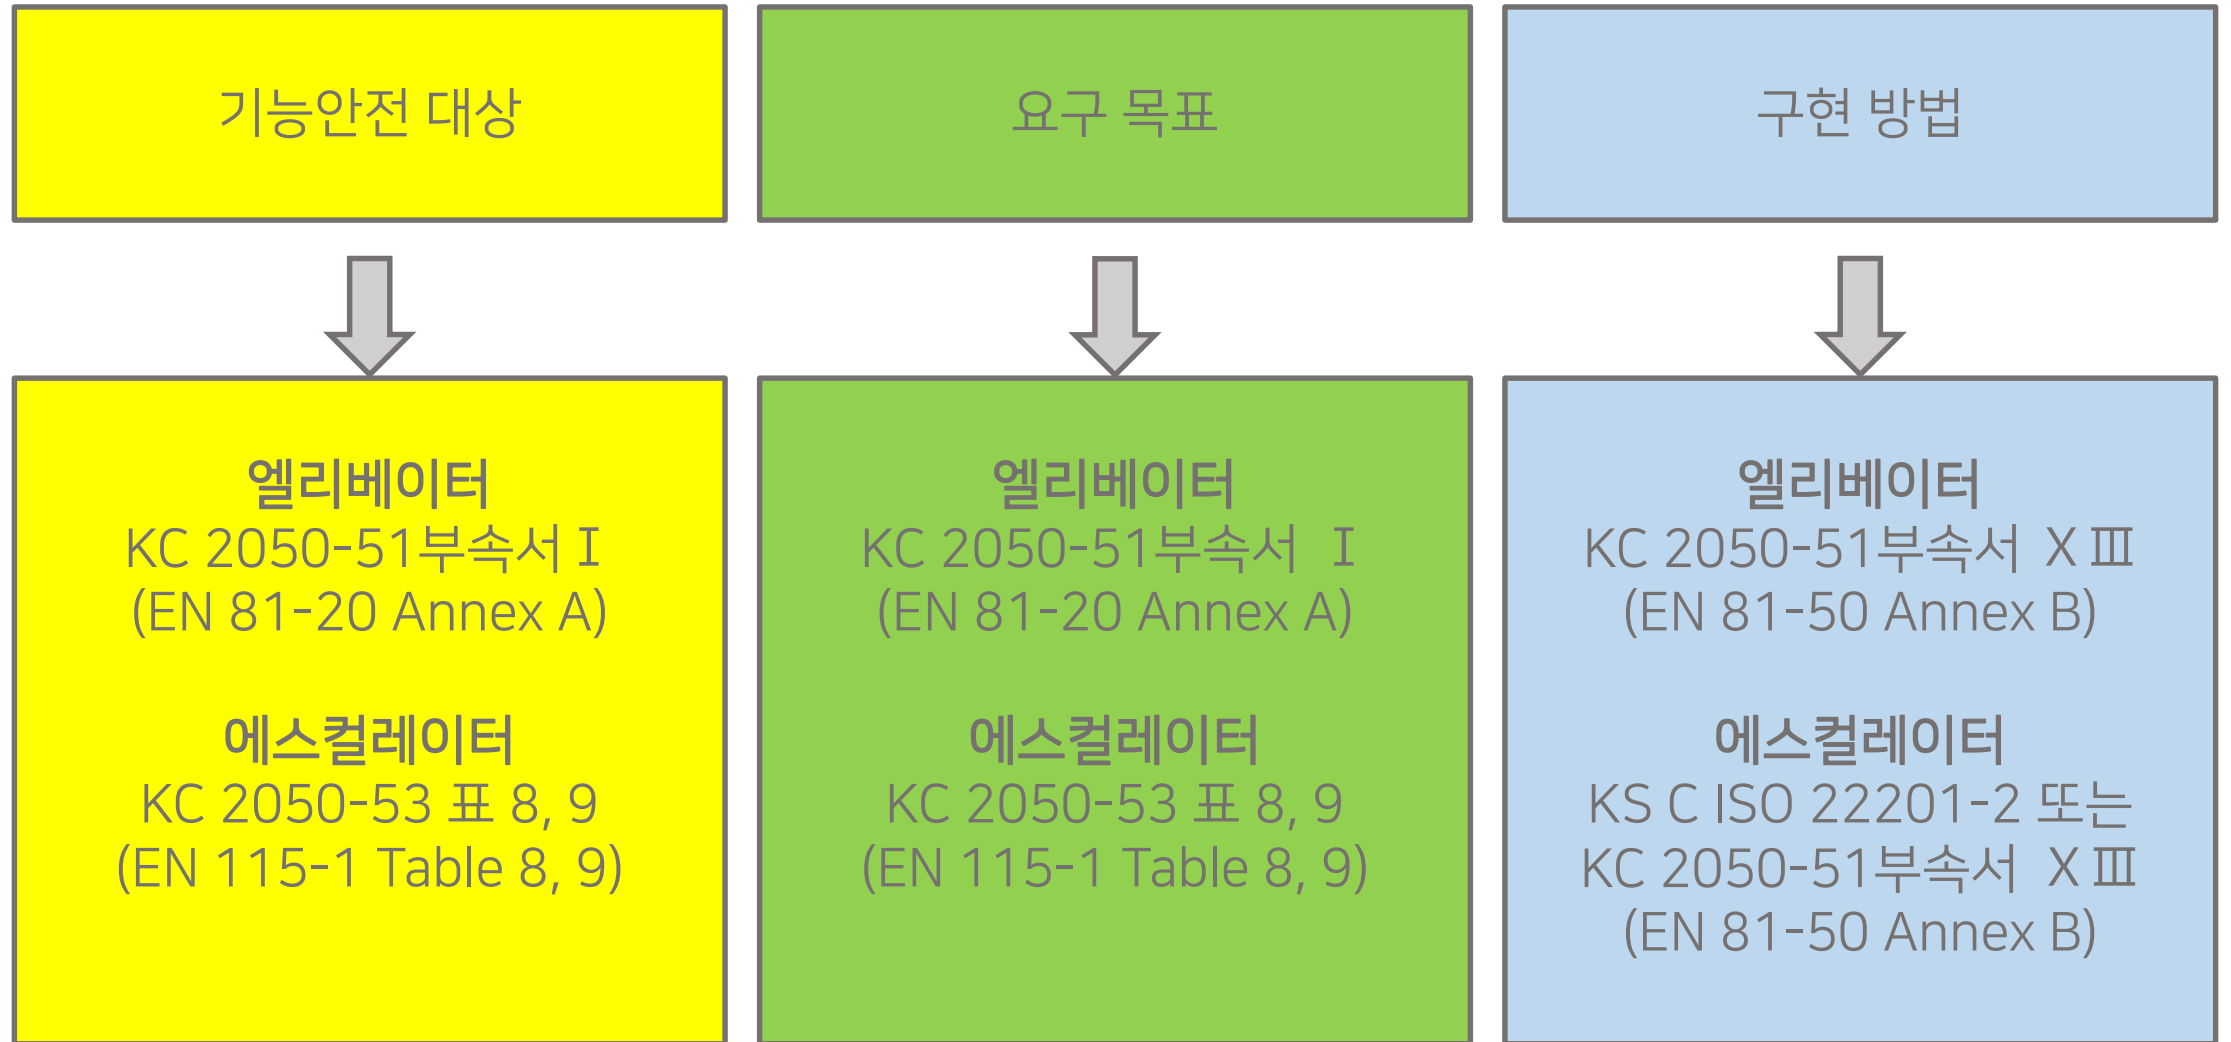 기능안전 대상
요구 목표
구현 방법
엘리베이터
KC 2050-51부속서 Ⅰ
(EN 81-20 Annex A)
에스컬레이터
KC 2050-53 표 8, 9
(EN 115-1 Table 8, 9)
엘리베이터
KC 2050-51부속서 Ⅰ
(EN 81-20 Annex A)
에스컬레이터
KC 2050-53 표 8, 9
(EN 115-1 Table 8, 9)
엘리베이터
KC 2050-51부속서 ⅩⅢ
(EN 81-50 Annex B)
에스컬레이터
KS C ISO 22201-2 또는
KC 2050-51부속서 ⅩⅢ
(EN 81-50 Annex B)